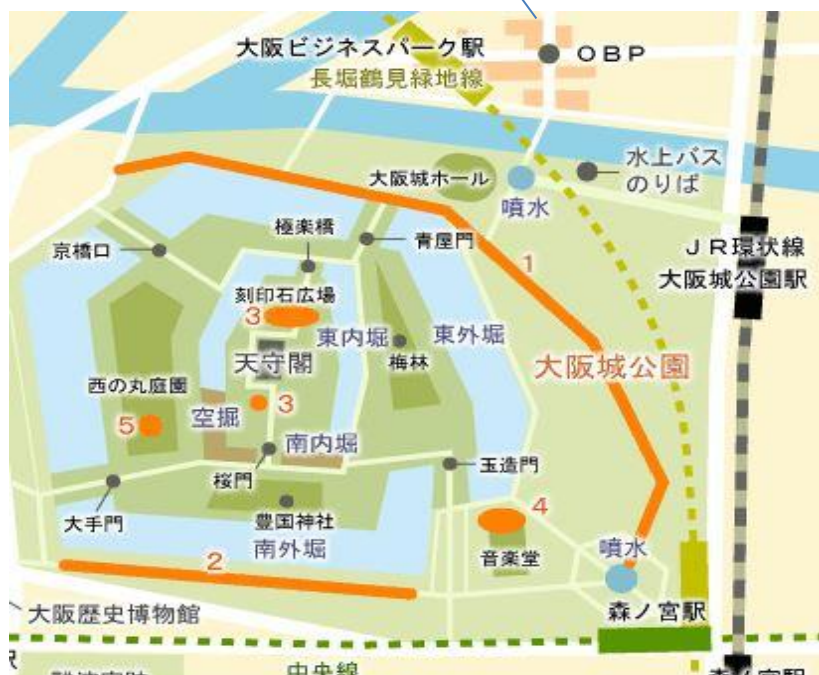 大阪ビジネスパーク駅
長堀鶴見緑地線
ＯＢＰ
水上バス
のりば
大阪城ホール
噴水
ＪＲ環状線
大阪城公園駅
京橋口
極楽橋
青屋門
1
刻印石広場
3
東内堀
東外堀
梅林
天守閣
大阪城公園
西の丸庭園
5
空掘
3
南内堀
桜門
玉造門
大手門
豊国神社
4
音楽堂
南外堀
2
噴水
大阪歴史博物館
森ノ宮駅
駅
中央線
森ノ宮駅